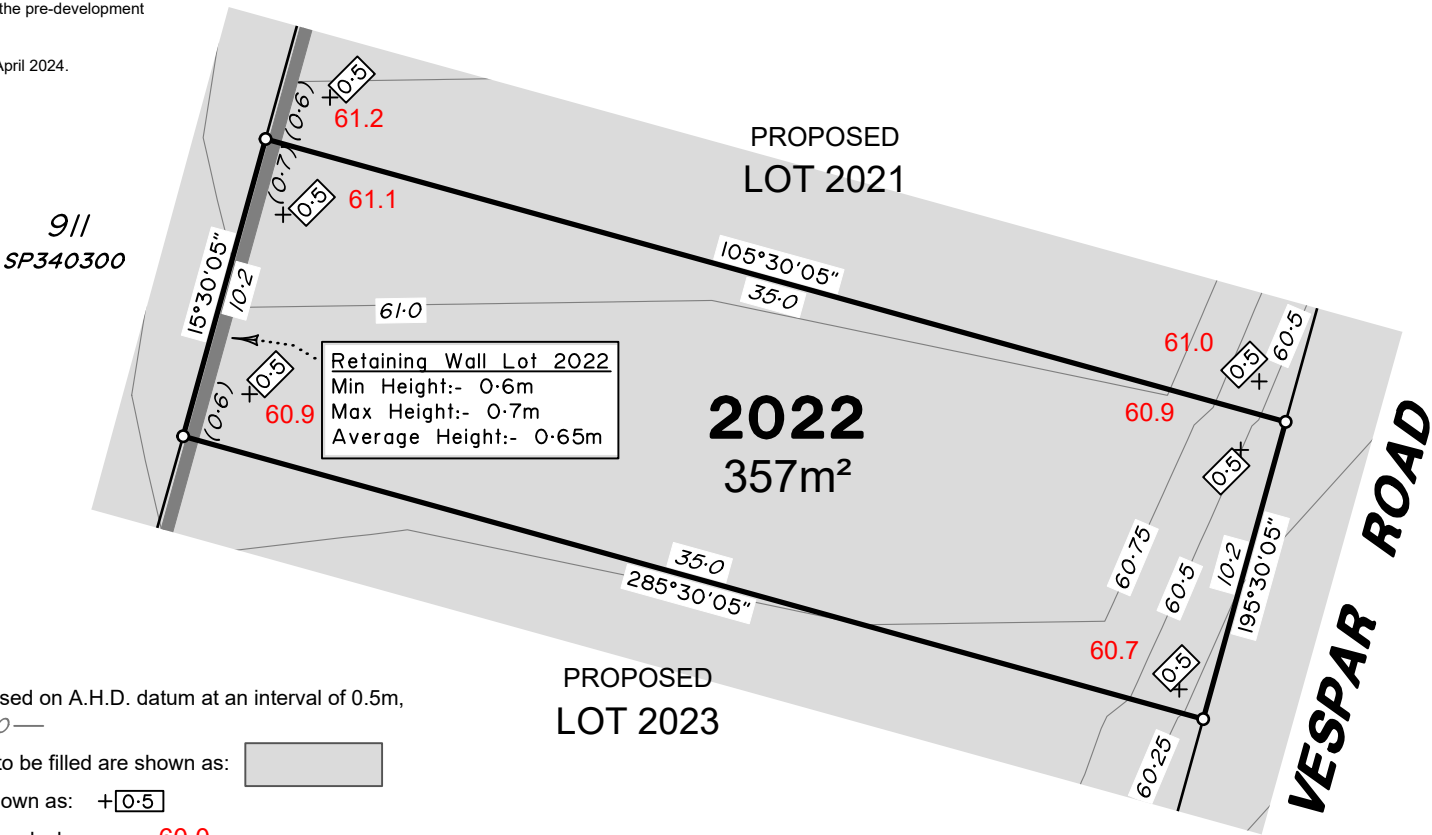 the pre-development
April 2024.
0·5
(0·6)
61.2
PROPOSED
LOT 2021
(0·7)
0·5
61.1
911
SP340300
15°30'05"
10·2
105°30'05"
35·0
61·0
61.0
0·5
60·5
Retaining Wall Lot 2022
Min Height:- 0·6m
Max Height:- 0·7m
Average Height:- 0·65m
0·5
(0·6)
60.9
2022
357m²
60.9
0·5
VESPAR ROAD
35·0
285°30'05"
60·75
60·5
10·2
195°30'05"
60.7
0·5
60·25
PROPOSED
LOT 2023
sed on A.H.D. datum at an interval of 0.5m,
to be filled are shown as:
own as: +0·5